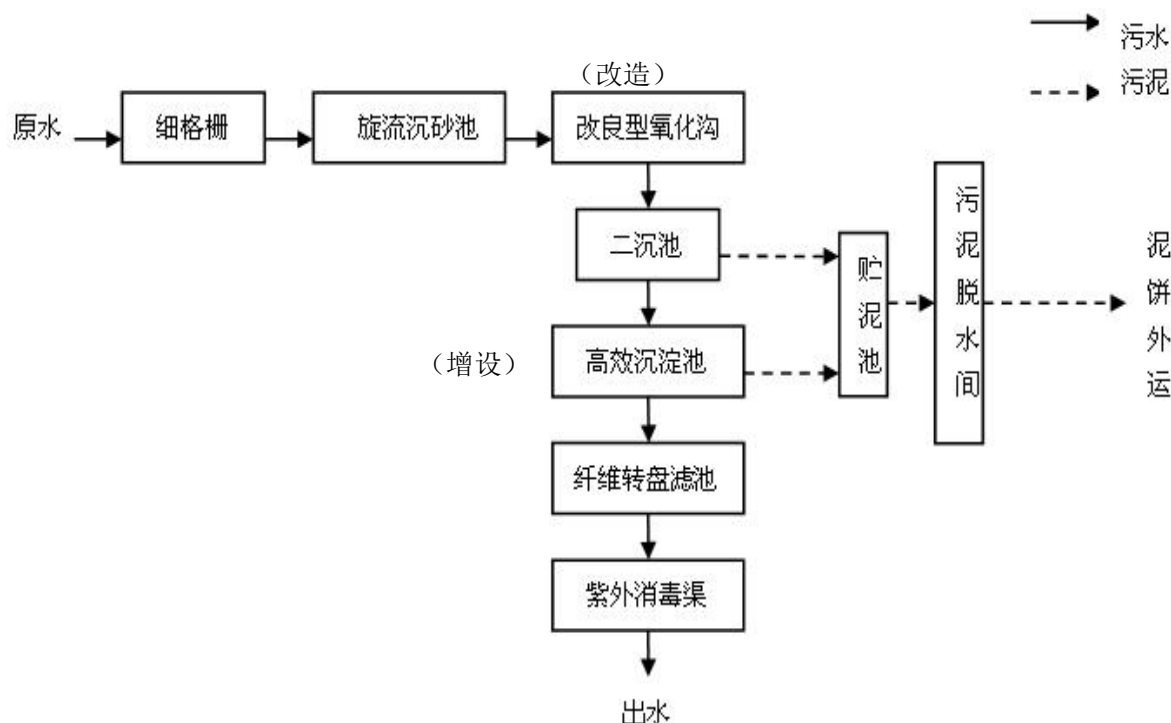 污水
污泥
（改造）
原水
细格栅
旋流沉砂池
改良型氧化沟
二沉池
（增设）
高效沉淀池
纤维转盘滤池
紫外消毒渠
出水
贮泥池
污泥脱水间
泥饼外运